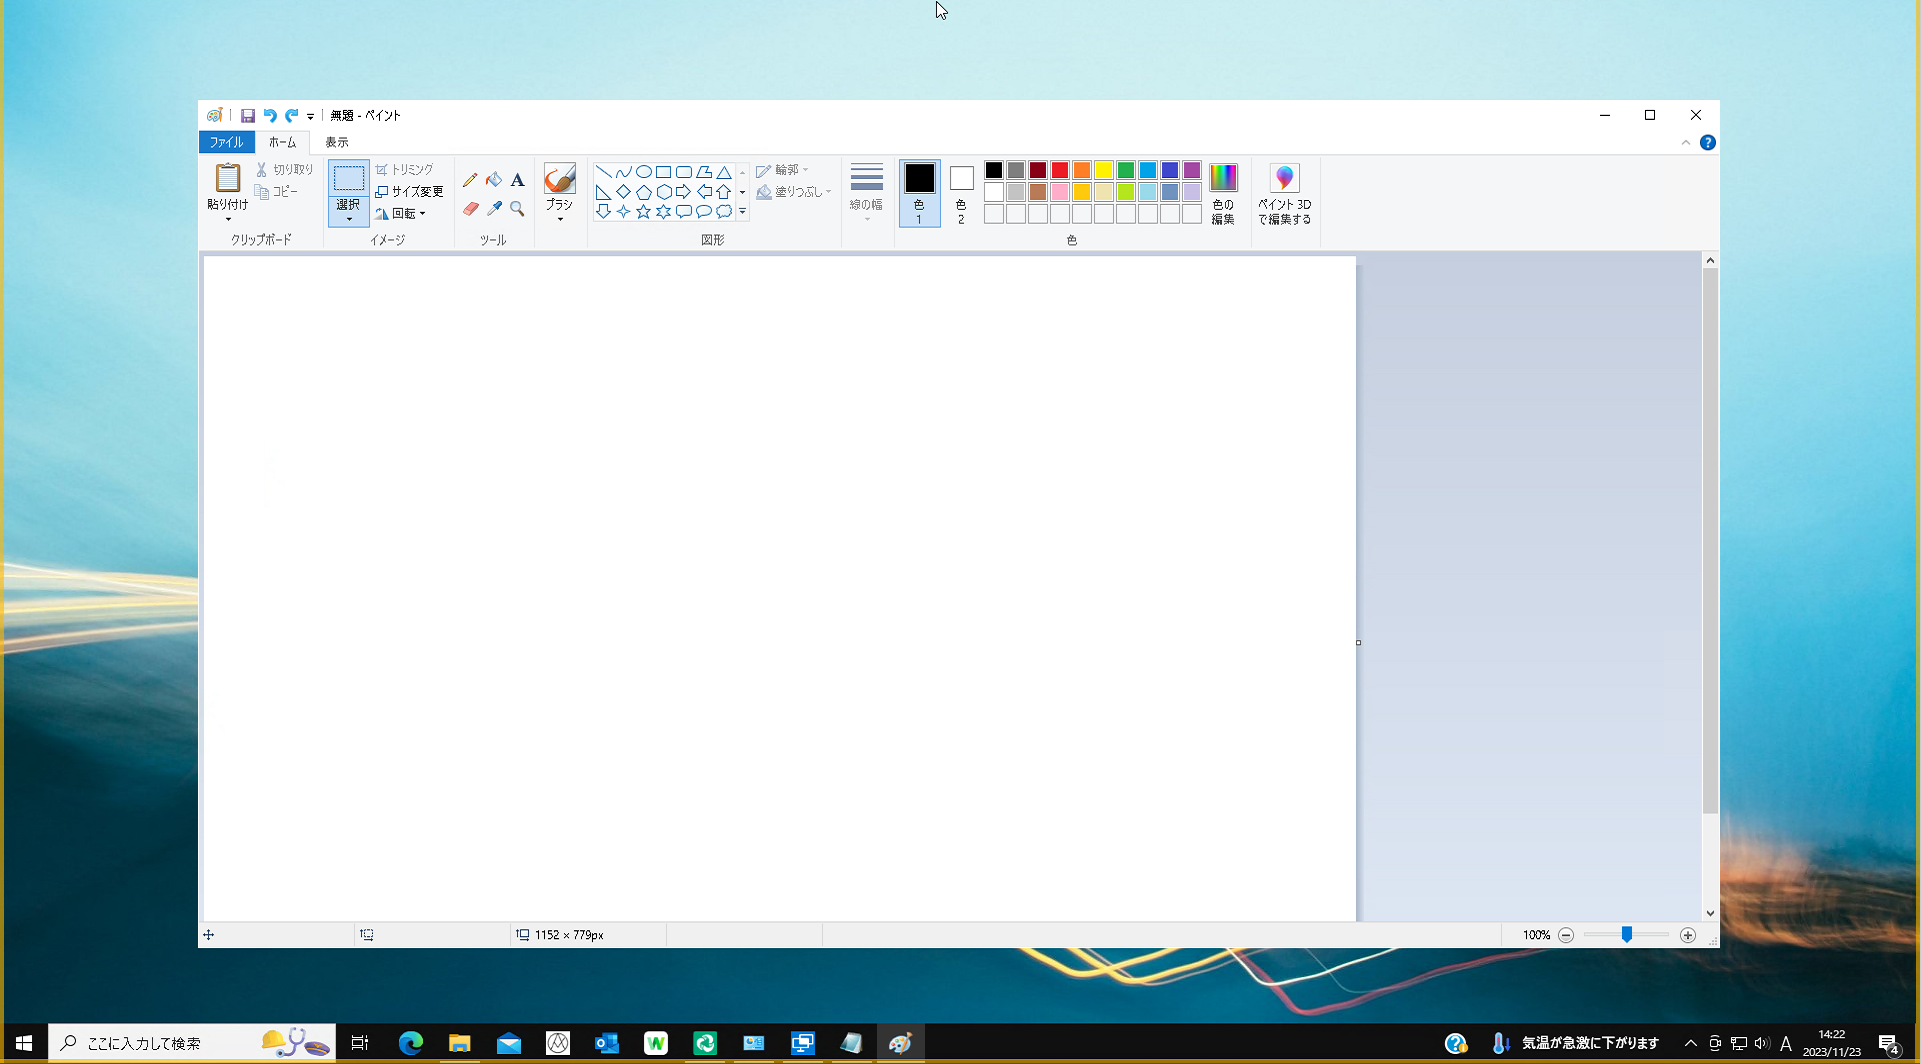 無題 - ペイント
ファイル ホーム 表示
貼り付け
切り取り
コピー
クリップボード
選択
トリミング
サイズ変更
回転
イメージ
A
ツール
ブラシ
図形
輪郭
塗りつぶし
線の幅
色
1
色
2
色の
編集
色
ペイント 3D
で編集する
1152 × 779px
100%
ここに入力して検索
気温が急激に下がります
A
14:22
2023/11/23
4